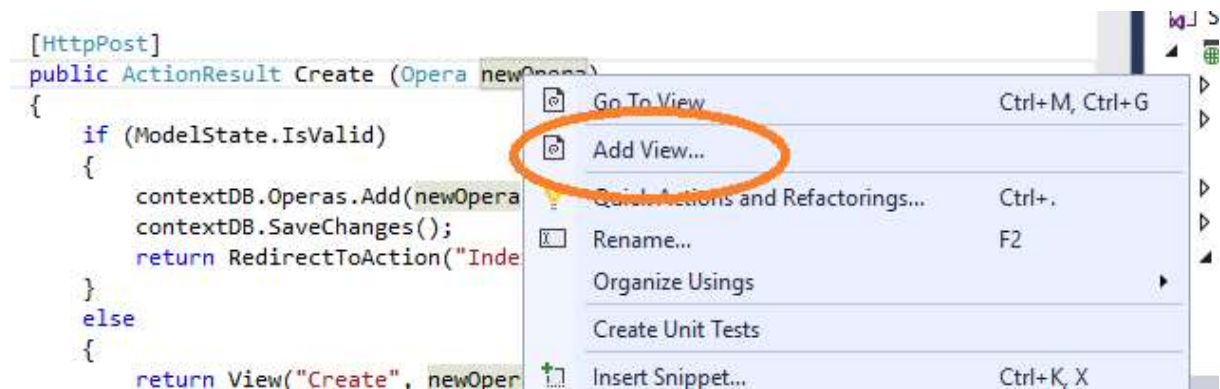 [HttpPost]
public ActionResult Create (Opera newOpera)
{
Go To View Ctrl+M, Ctrl+G
if (ModelState.IsValid)
Add View...
{
contextDB.Operas.Add(newOpera
Quick Actions and Refactorings... Ctrl+.
contextDB.SaveChanges();
Rename... F2
return RedirectToAction("Inde
Organize Usings
}
else
Create Unit Tests
{
return View("Create", newOper
Insert Snippet... Ctrl+K, X